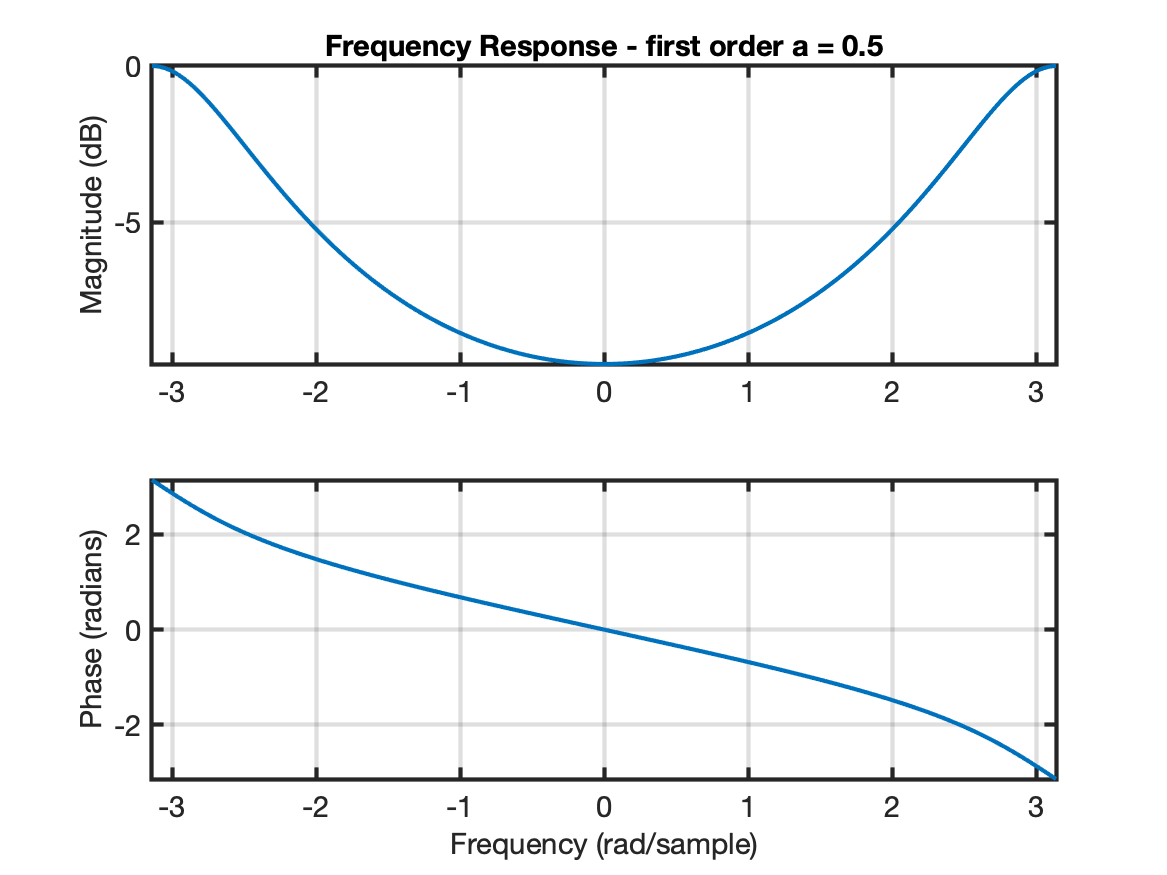 Frequency Response - first order a = 0.5
Magnitude (dB)
0
-5
-3 -2 -1 0 1 2 3
Phase (radians)
2
0
-2
-3 -2 -1 0 1 2 3
Frequency (rad/sample)